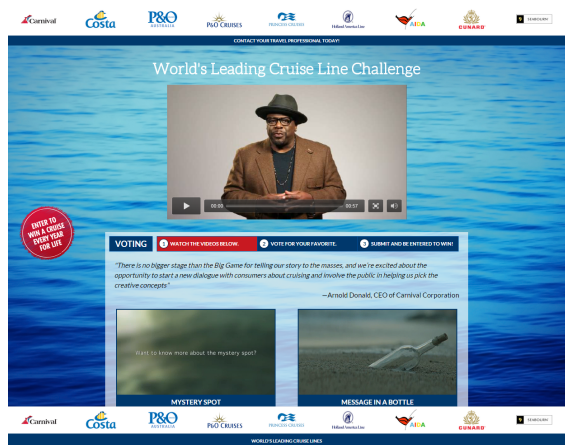 Carnival
Costa
P&O
AUSTRALIA
P&O CRUISES
PRINCESS CRUISES
Holland America Line
AIDA
CUNARD
SEABOURN
CONTACT YOUR TRAVEL PROFESSIONAL TODAY!
World's Leading Cruise Line Challenge
00:00
00:57
ENTER TO
WIN A CRUISE
EVERY YEAR
FOR LIFE
VOTING
1 WATCH THE VIDEOS BELOW.
2 VOTE FOR YOUR FAVORITE.
3 SUBMIT AND BE ENTERED TO WIN!
"There is no bigger stage than the Big Game for telling our story to the masses, and we're excited about the
opportunity to start a new dialogue with consumers about cruising and involve the public in helping us pick the
creative concepts"
—Arnold Donald, CEO of Carnival Corporation
Want to know more about the mystery spot?
MYSTERY SPOT
MESSAGE IN A BOTTLE
Carnival
Costa
P&O
AUSTRALIA
P&O CRUISES
PRINCESS CRUISES
Holland America Line
AIDA
CUNARD
SEABOURN
WORLD'S LEADING CRUISE LINES